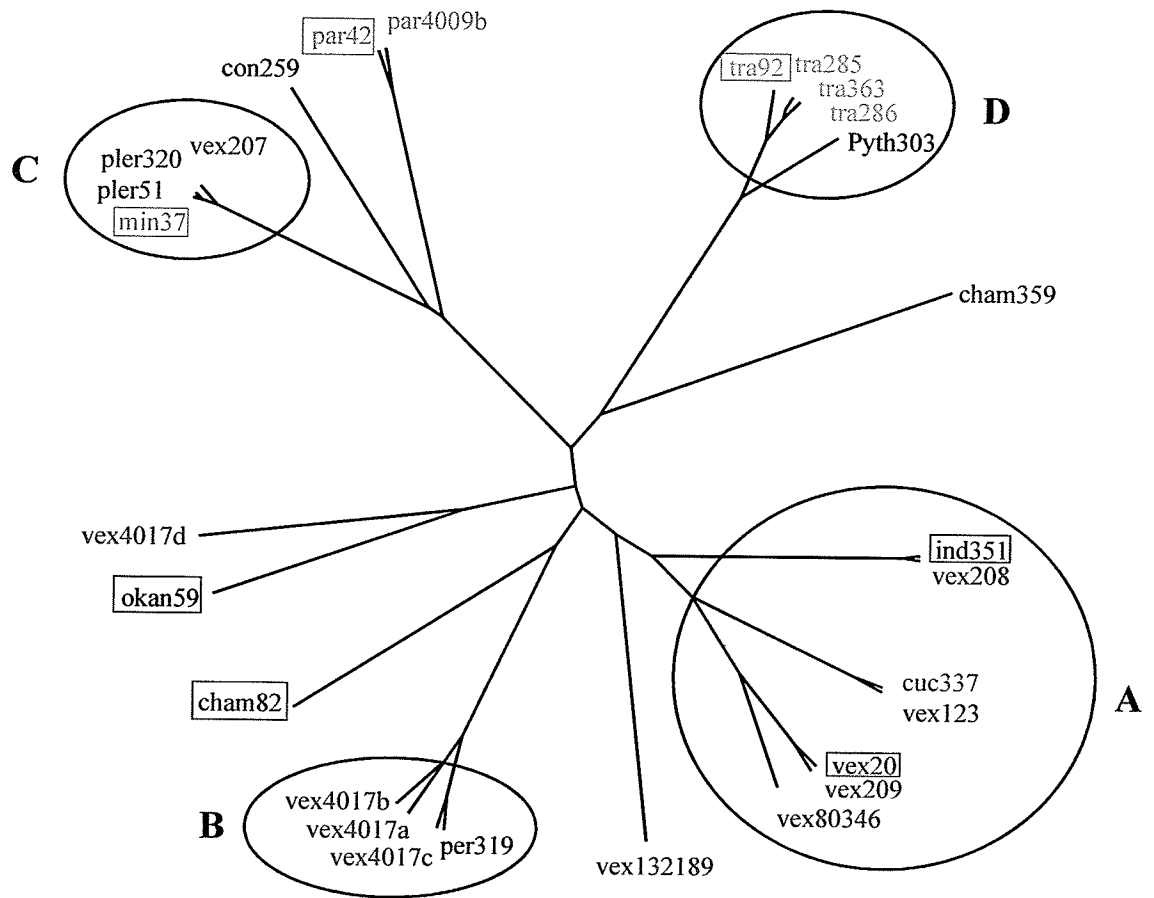 par42 par4009b
con259
tra92 tra285
tra363
tra286
Pyth303
D
C
pler320 vex207
pler51
min37
cham359
vex4017d
okan59
ind351
vex208
cham82
cuc337
vex123
A
vex20
vex209
vex80346
B
vex4017b
vex4017a
vex4017c per319
vex132189